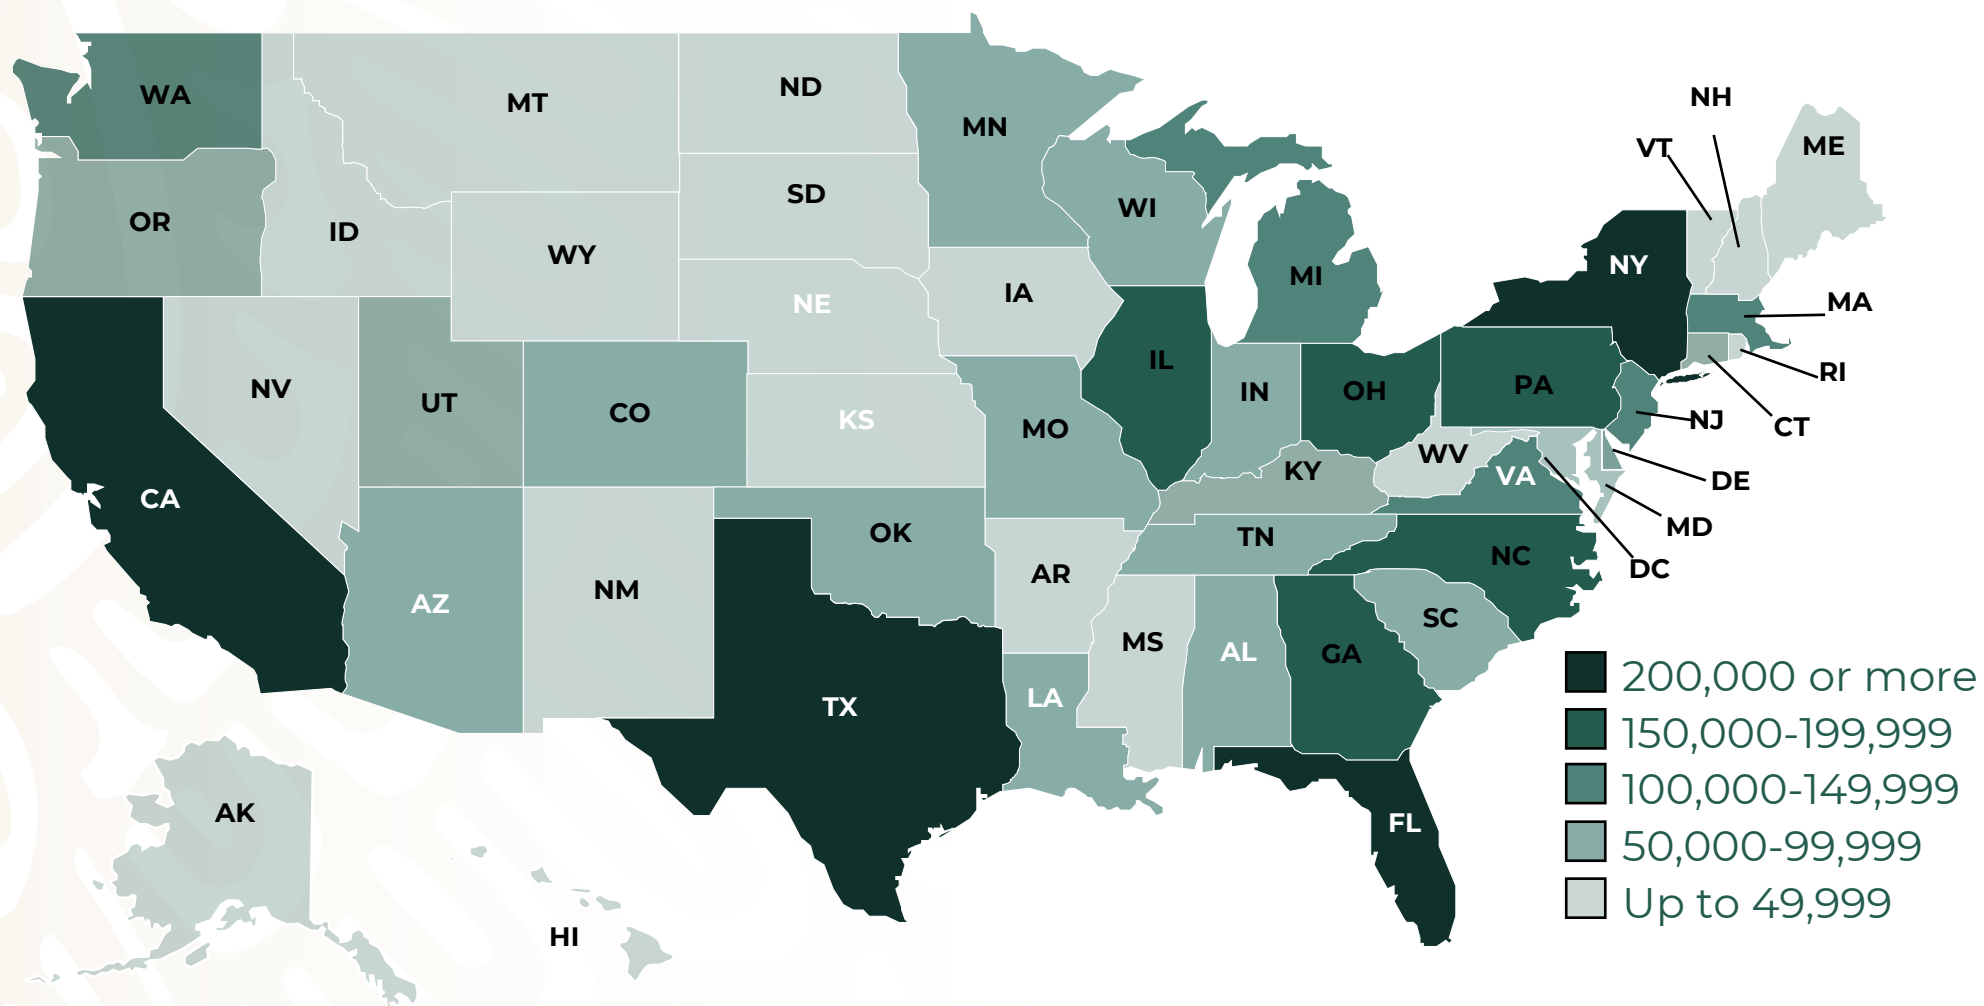 WA
MT
ND
MN
NH
VT
ME
OR
ID
SD
WI
WY
NY
MI
IA
NE
MA
NV
UT
CO
KS
MO
IL
IN
OH
PA
RI
NJ
CT
CA
KY
WV
VA
DE
OK
TN
MD
NC
DC
AZ
NM
AR
SC
MS
AL
GA
200,000 or more
LA
TX
150,000-199,999
100,000-149,999
AK
FL
50,000-99,999
Up to 49,999
HI